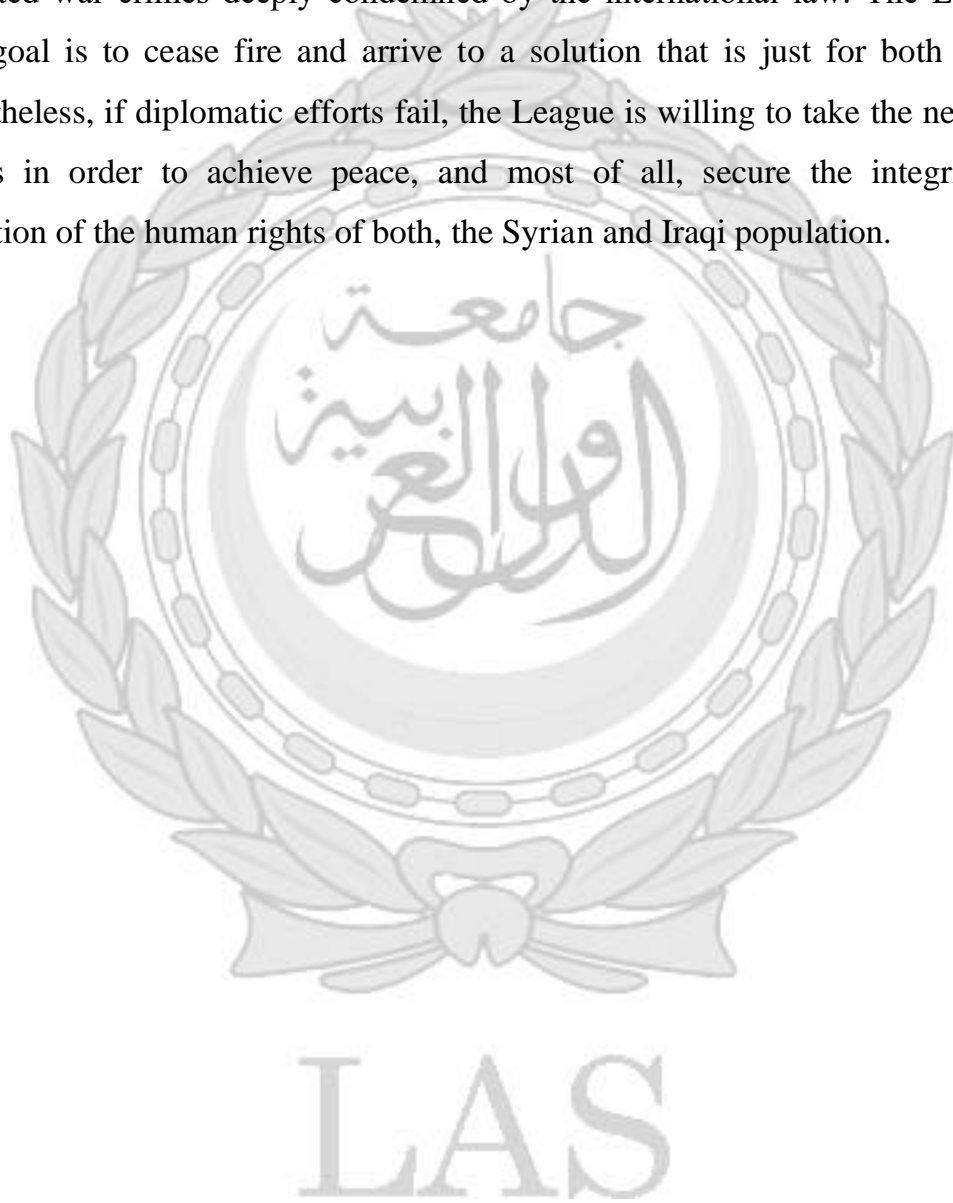 ted war crimes deeply condemned by the international law. The L
goal is to cease fire and arrive to a solution that is just for both
theless, if diplomatic efforts fail, the League is willing to take the ne
s in order to achieve peace, and most of all, secure the integr
tion of the human rights of both, the Syrian and Iraqi population.
جامعة
الدول العربية
LAS